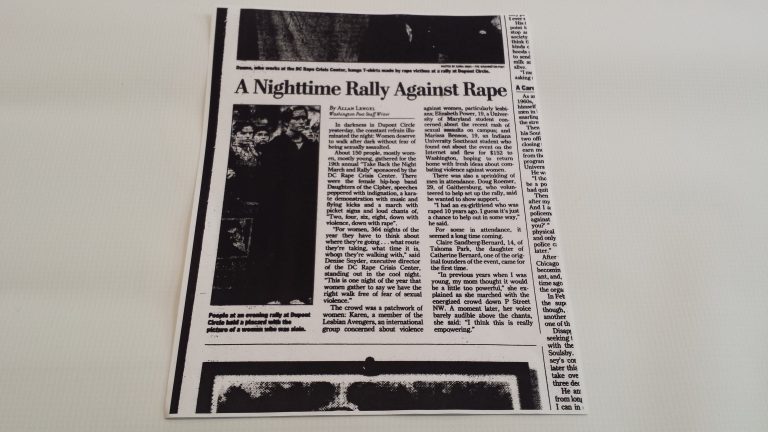 Duane, who works at the DC Rape Crisis Center, hangs T-shirts made by rape victims at a rally at Dupont Circle.
A Nighttime Rally Against Rape
By Allan Lengel
Washington Post Staff Writer
In darkness in Dupont Circle
yesterday, the constant refrain illu-
minated the night: Women deserve
to walk after dark without fear of
being sexually assaulted.
About 150 people, mostly wom-
en, mostly young, gathered for the
19th annual "Take Back the Night
March and Rally" sponsored by the
DC Rape Crisis Center. There
were the female hip-hop band
Daughters of the Cipher, speeches
peppered with indignation, a kara-
te demonstration with music and
flying kicks and a march with
picket signs and loud chants of,
"Two, four, six, eight, down with
violence, down with rape".
"For women, 364 nights of the
year they have to think about
where they're going . . . what route
they're taking, what time it is,
whom they're walking with," said
Denise Snyder, executive director
of the DC Rape Crisis Center,
standing out in the cool night.
"This is one night of the year that
women gather to say we have the
right walk free of fear of sexual
violence."
The crowd was a patchwork of
women: Karen, a member of the
Lesbian Avengers, an international
group concerned about violence
against women, particularly lesbi-
ans; Elizabeth Power, 19, a Univer-
sity of Maryland student con-
cerned about the recent rash of
sexual assaults on campus; and
Marissa Benson, 19, an Indiana
University Southeast student who
found out about the event on the
Internet and flew for $152 to
Washington, hoping to return
home with fresh ideas about com-
bating violence against women.
There was also a sprinkling of
men in attendance. Doug Roemer,
29, of Gaithersburg, who volun-
teered to help set up the rally, said
he wanted to show support.
"I had an ex-girlfriend who was
raped 10 years ago. I guess it's just
a chance to help out in some way,"
he said.
For some in attendance, it
seemed a long time coming.
Claire Sandberg-Bernard, 14, of
Takoma Park, the daughter of
Catherine Bernard, one of the orig-
inal founders of the event, came for
the first time.
"In previous years when I was
young, my mom thought it would
be a little too powerful," she ex-
plained as she marched with the
energized crowd down P Street
NW. A moment later, her voice
barely audible above the chants,
she said: "I think this is really
empowering."
People at an evening rally at Dupont
Circle hold a placard with the
picture of a woman who was slain.